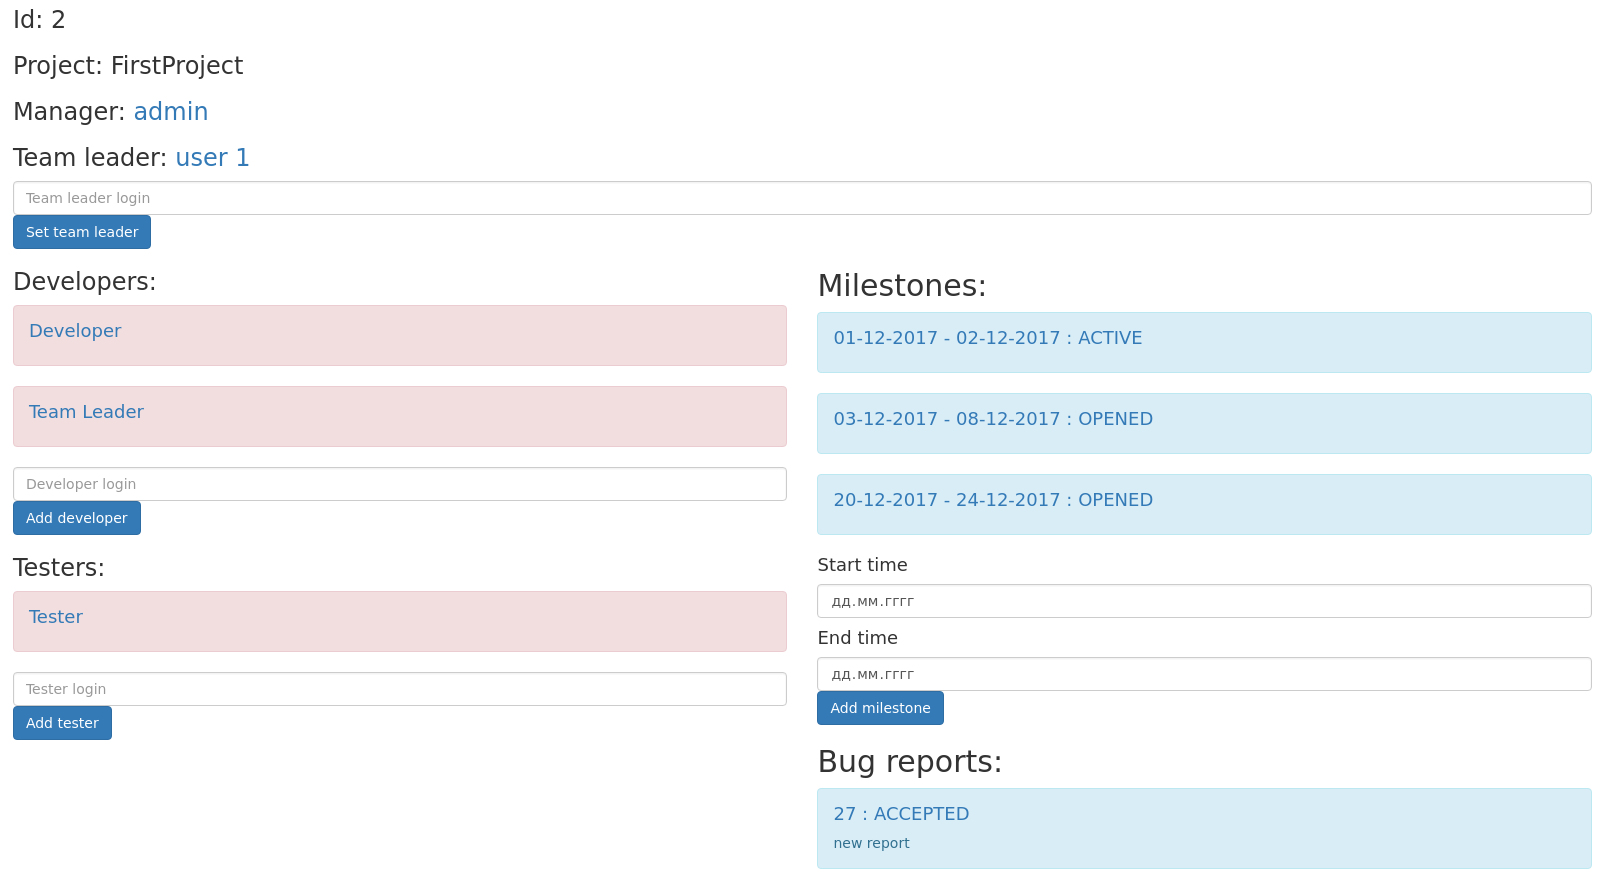 Id: 2
Project: FirstProject
Manager: admin
Team leader: user 1
Team leader login
Set team leader
Developers:
Developer
Team Leader
Developer login
Add developer
Testers:
Tester
Tester login
Add tester
Milestones:
01-12-2017 - 02-12-2017 : ACTIVE
03-12-2017 - 08-12-2017 : OPENED
20-12-2017 - 24-12-2017 : OPENED
Start time
дд.мм.гггг
End time
дд.мм.гггг
Add milestone
Bug reports:
27 : ACCEPTED
new report